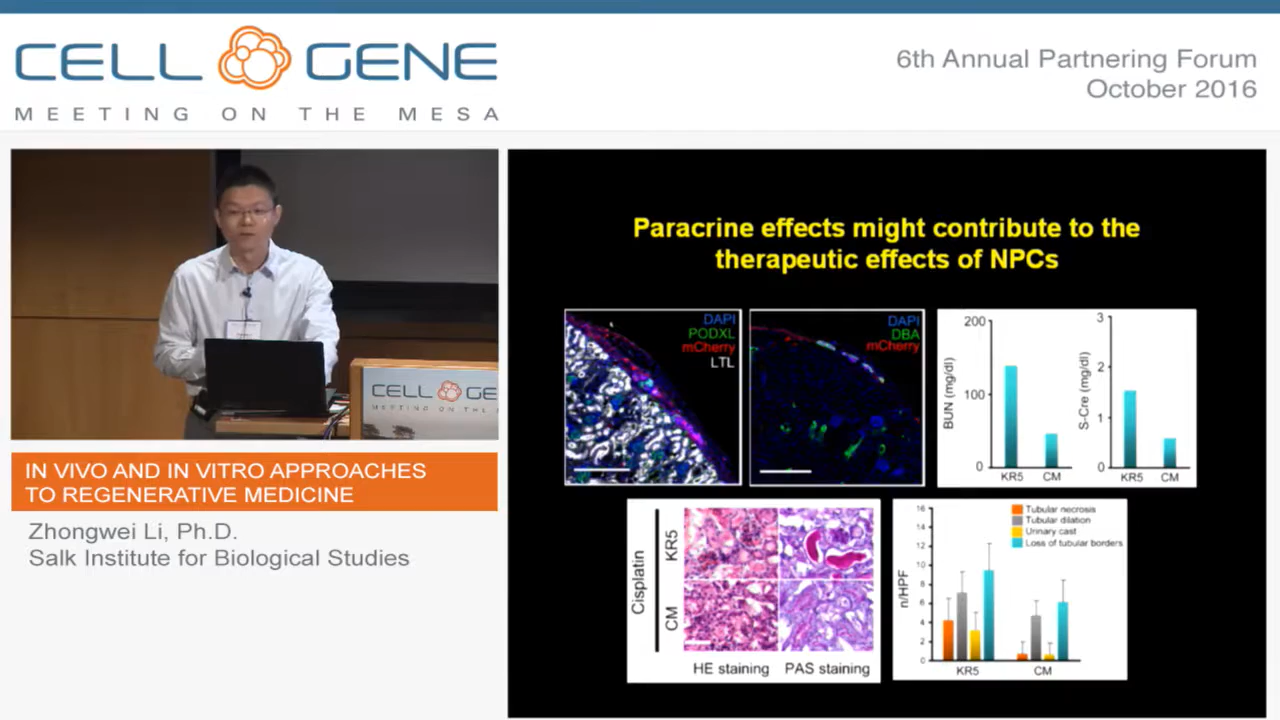 CELL GENE
MEETING ON THE MESA
6th Annual Partnering Forum
October 2016
CELL GE
MEETING ON THE
IN VIVO AND IN VITRO APPROACHES
TO REGENERATIVE MEDICINE
Zhongwei Li, Ph.D.
Salk Institute for Biological Studies
Paracrine effects might contribute to the
therapeutic effects of NPCs
DAPI
PODXL
mCherry
LTL
DAPI
DBA
mCherry
BUN (mg/dl)
200
100
0
KR5 CM
S-Cre (mg/dl)
3
2
1
0
KR5 CM
Cisplatin
KR5
CM
HE staining PAS staining
n/HPF
16
14
12
10
8
6
4
2
0
Tubular necrosis
Tubular dilation
Urinary cast
Loss of tubular borders
KR5 CM